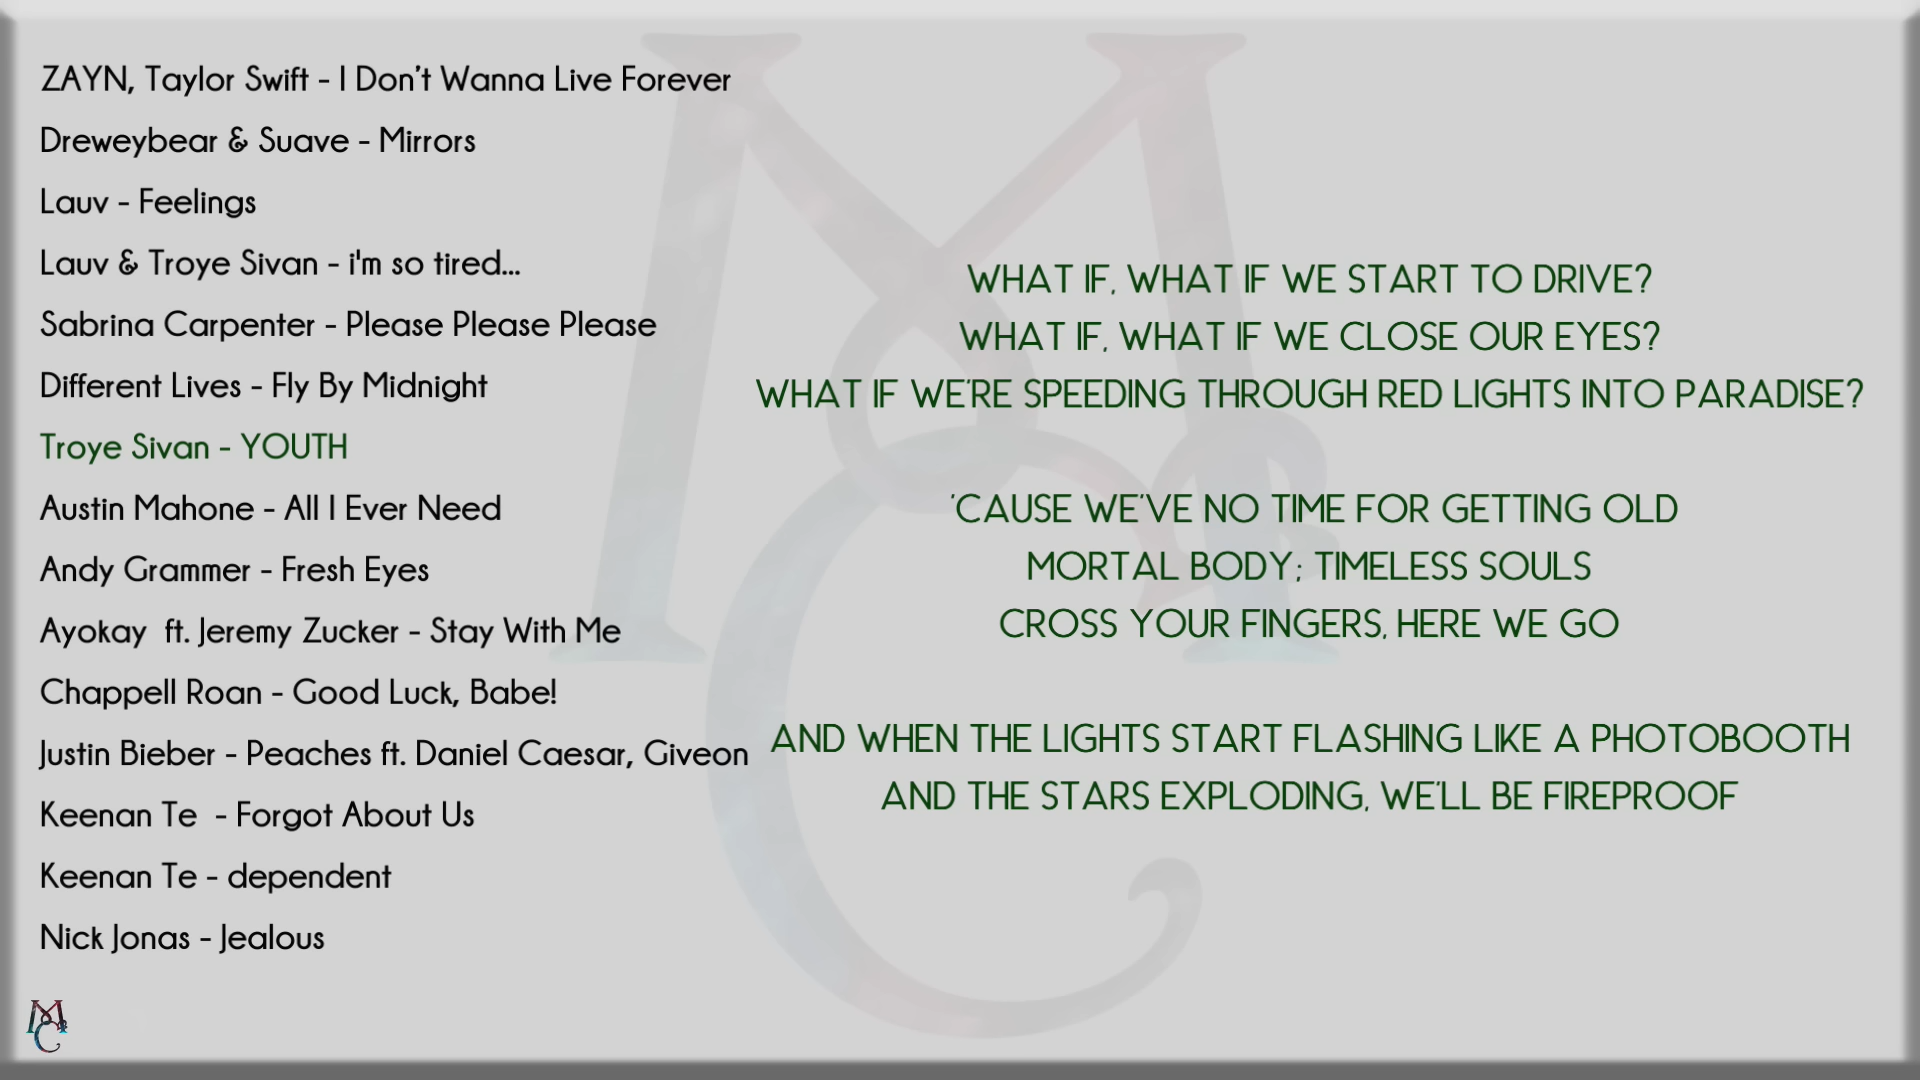 ZAYN, Taylor Swift - I Don't Wanna Live Forever
Dreweybear & Suave - Mirrors
Lauv - Feelings
Lauv & Troye Sivan - i'm so tired...
Sabrina Carpenter - Please Please Please
Different Lives - Fly By Midnight
Troye Sivan - YOUTH
Austin Mahone - All I Ever Need
Andy Grammer - Fresh Eyes
Ayokay  ft. Jeremy Zucker - Stay With Me
Chappell Roan - Good Luck, Babe!
Justin Bieber - Peaches ft. Daniel Caesar, Giveon
Keenan Te  - Forgot About Us
Keenan Te - dependent
Nick Jonas - Jealous
WHAT IF, WHAT IF WE START TO DRIVE?
WHAT IF, WHAT IF WE CLOSE OUR EYES?
WHAT IF WE'RE SPEEDING THROUGH RED LIGHTS INTO PARADISE?
'CAUSE WE'VE NO TIME FOR GETTING OLD
MORTAL BODY; TIMELESS SOULS
CROSS YOUR FINGERS, HERE WE GO
AND WHEN THE LIGHTS START FLASHING LIKE A PHOTOBOOTH
AND THE STARS EXPLODING, WE'LL BE FIREPROOF
MC